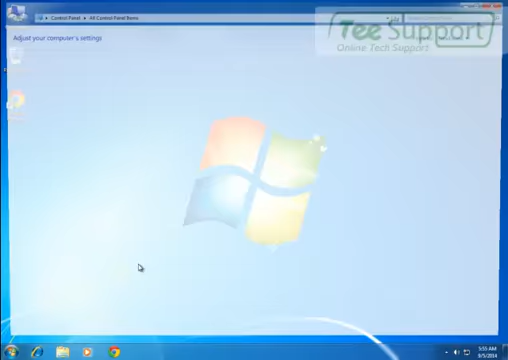 Control Panel ▸ All Control Panel Items
Adjust your computer's settings
Tee Support
Online Tech Support
5:55 AM
8/5/2014